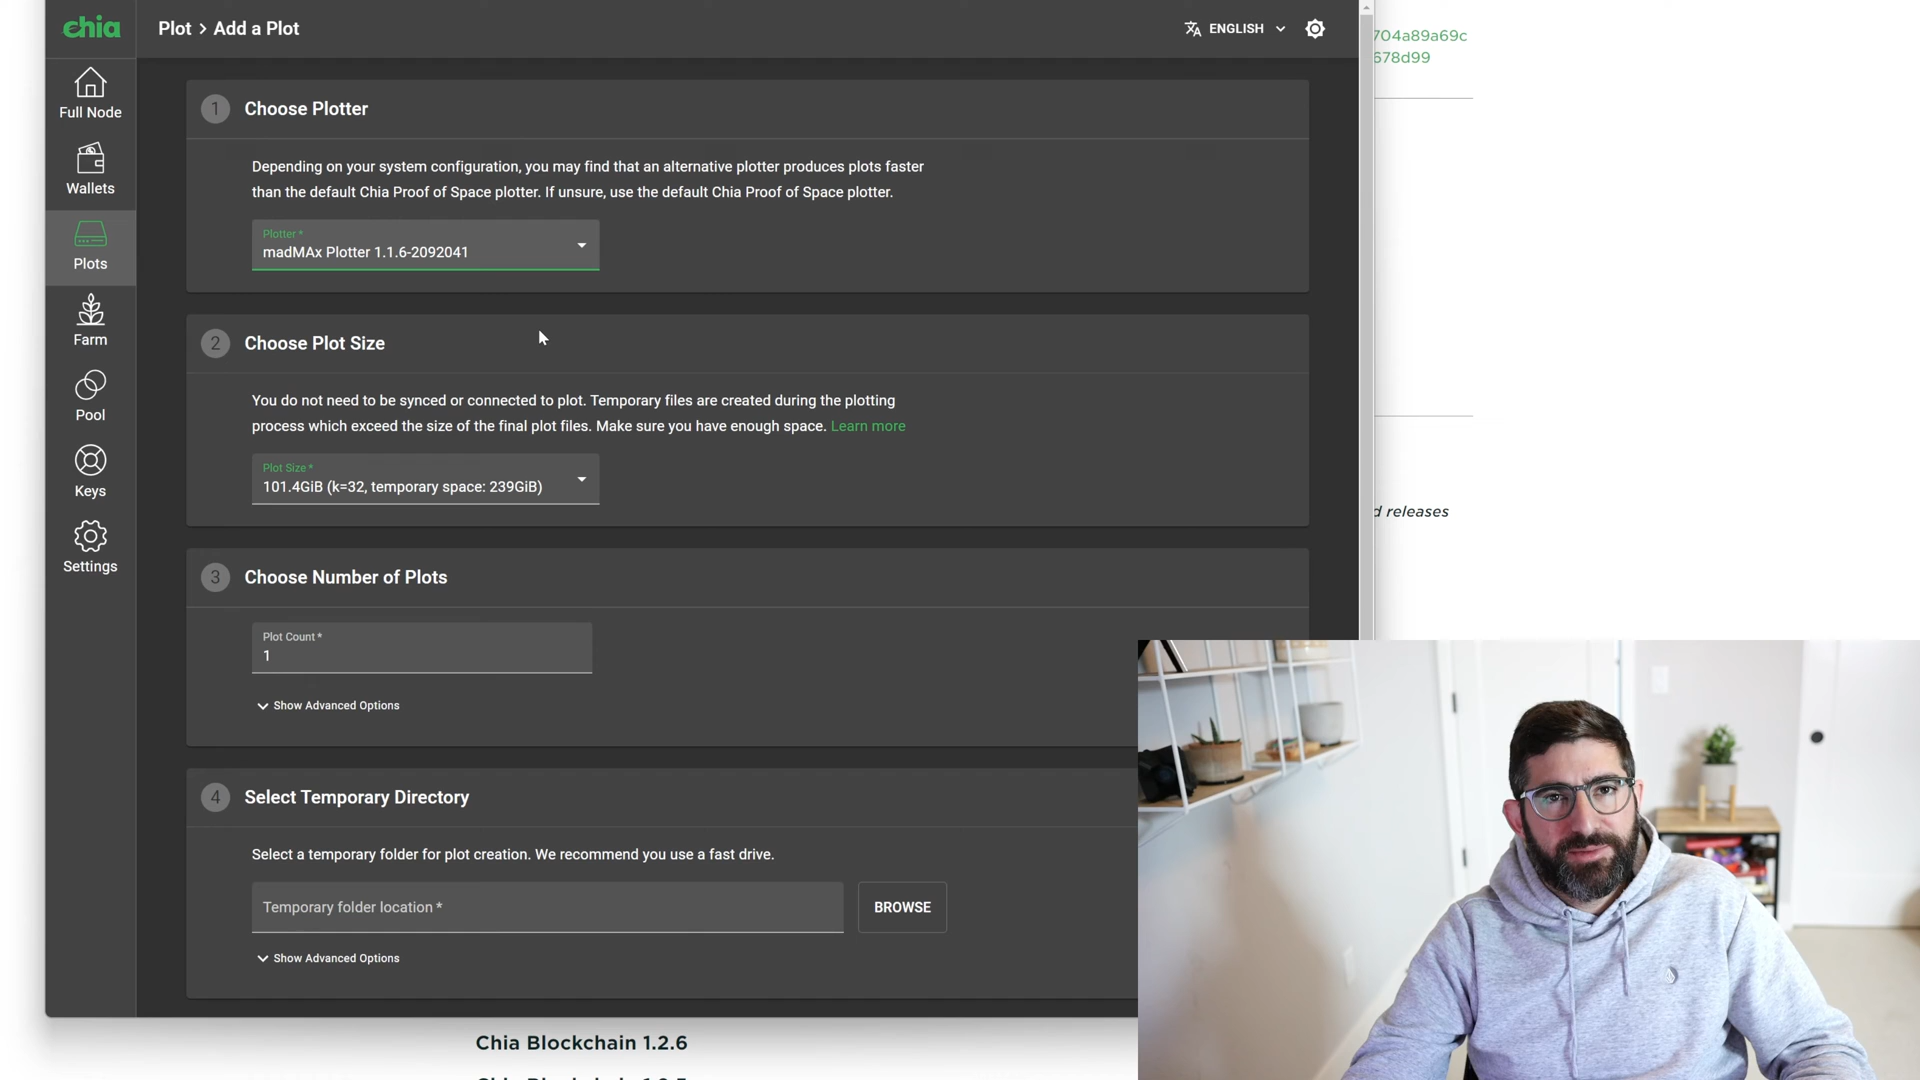 chia
Plot > Add a Plot
ENGLISH
704a89a69c
678d99
Full Node
Wallets
Plots
Farm
Pool
Keys
Settings
1 Choose Plotter
Depending on your system configuration, you may find that an alternative plotter produces plots faster
than the default Chia Proof of Space plotter. If unsure, use the default Chia Proof of Space plotter.
Plotter *
madMAx Plotter 1.1.6-2092041
2 Choose Plot Size
You do not need to be synced or connected to plot. Temporary files are created during the plotting
process which exceed the size of the final plot files. Make sure you have enough space. Learn more
Plot Size *
101.4GiB (k=32, temporary space: 239GiB)
d releases
3 Choose Number of Plots
Plot Count *
1
Show Advanced Options
4 Select Temporary Directory
Select a temporary folder for plot creation. We recommend you use a fast drive.
Temporary folder location *
BROWSE
Show Advanced Options
Chia Blockchain 1.2.6